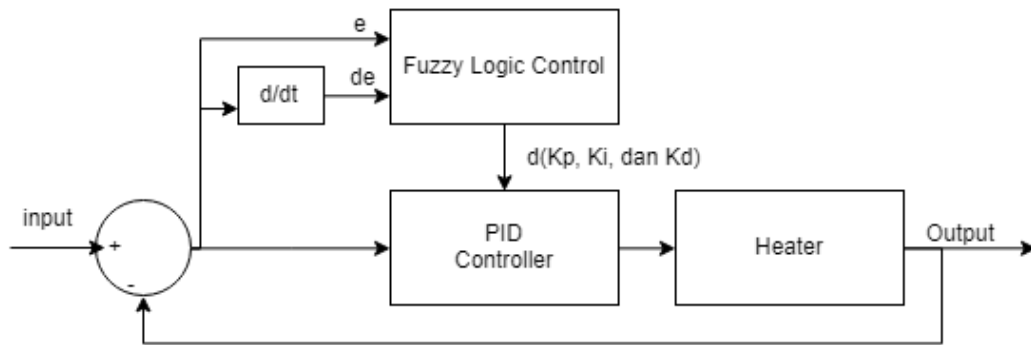 e
Fuzzy Logic Control
de
d/dt
d(Kp, Ki, dan Kd)
input
+
-
PID
Controller
Heater
Output